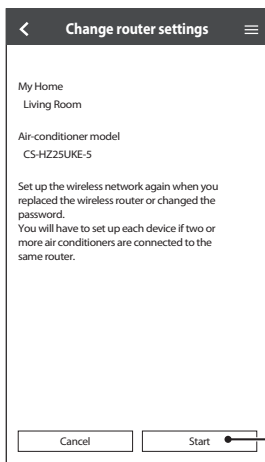 Change router settings
My Home
Living Room
Air-conditioner model
CS-HZ25UKE-5
Set up the wireless network again when you
replaced the wireless router or changed the
password.
You will have to set up each device if two or
more air conditioners are connected to the
same router.
Cancel
Start